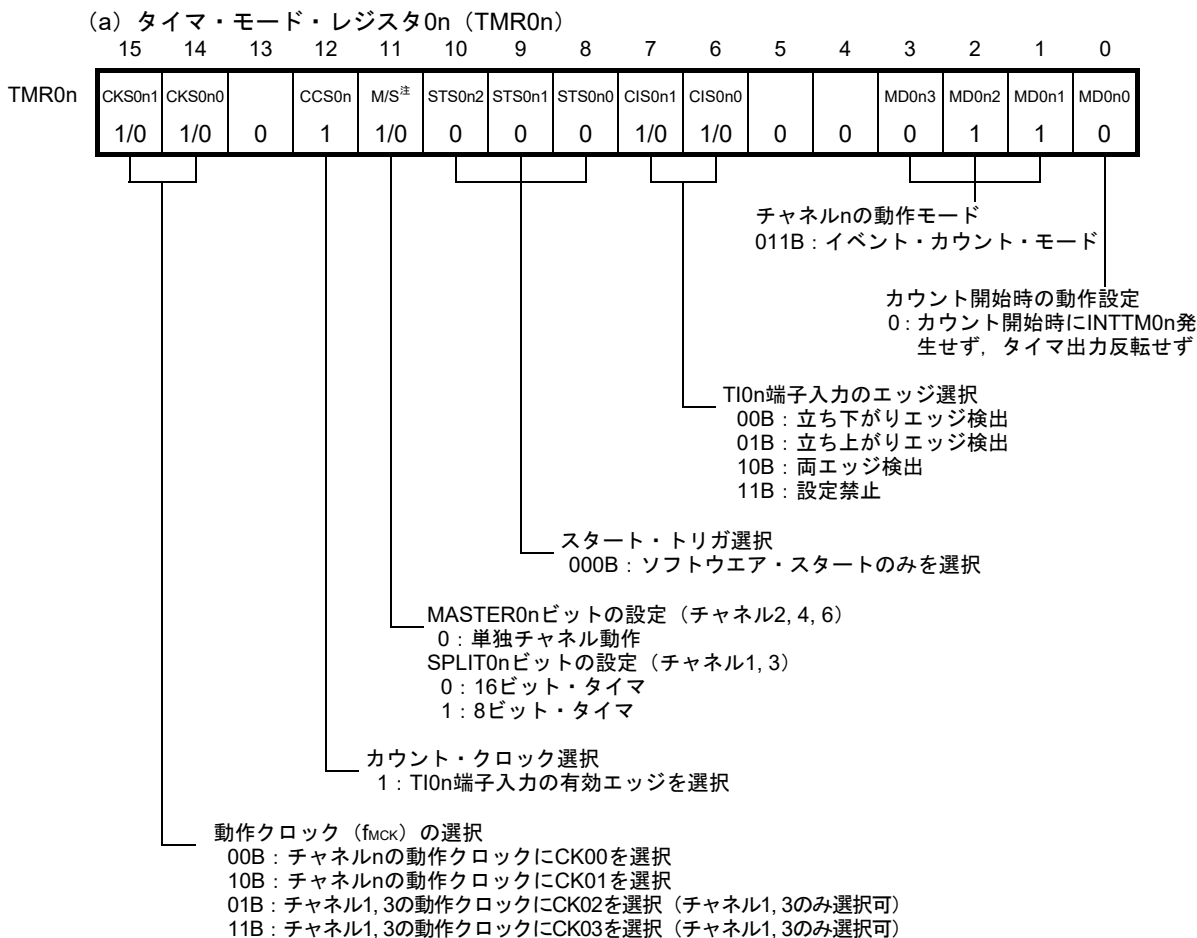 (a) タイマ・モード・レジスタ0n（TMR0n）
15 14 13 12 11 10 9 8 7 6 5 4 3 2 1 0
TMR0n CKS0n1 CKS0n0 CCS0n M/S注 STS0n2 STS0n1 STS0n0 CIS0n1 CIS0n0 MD0n3 MD0n2 MD0n1 MD0n0
1/0 1/0 0 1 1/0 0 0 0 1/0 1/0 0 0 0 1 1 0
チャネルnの動作モード
011B：イベント・カウント・モード
カウント開始時の動作設定
0：カウント開始時にINTTM0n発
生せず，タイマ出力反転せず
TI0n端子入力のエッジ選択
00B：立ち下がりエッジ検出
01B：立ち上がりエッジ検出
10B：両エッジ検出
11B：設定禁止
スタート・トリガ選択
000B：ソフトウエア・スタートのみを選択
MASTER0nビットの設定（チャネル2, 4, 6）
0：単独チャネル動作
SPLIT0nビットの設定（チャネル1, 3）
0：16ビット・タイマ
1：8ビット・タイマ
カウント・クロック選択
1：TI0n端子入力の有効エッジを選択
動作クロック（fMCK）の選択
00B：チャネルnの動作クロックにCK00を選択
10B：チャネルnの動作クロックにCK01を選択
01B：チャネル1, 3の動作クロックにCK02を選択（チャネル1, 3のみ選択可）
11B：チャネル1, 3の動作クロックにCK03を選択（チャネル1, 3のみ選択可）